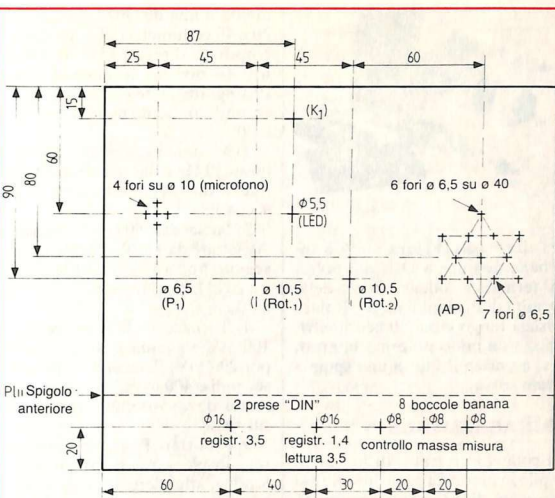 87
25 45 45 60
15
60
80
90
(K1)
4 fori su ø 10 (microfono)
Φ5,5
(LED)
6 fori ø 6,5 su ø 40
ø 6,5
(P1)
ø 10,5
(Rot.1)
ø 10,5
(Rot.2)
(AP)
7 fori ø 6,5
Spigolo
anteriore
2 prese "DIN"
8 boccole banana
Φ16 Φ16 Φ8 Φ8 Φ8
registr. 3,5
registr. 1,4
lettura 3,5
controllo massa misura
20
60 40 30 20 20